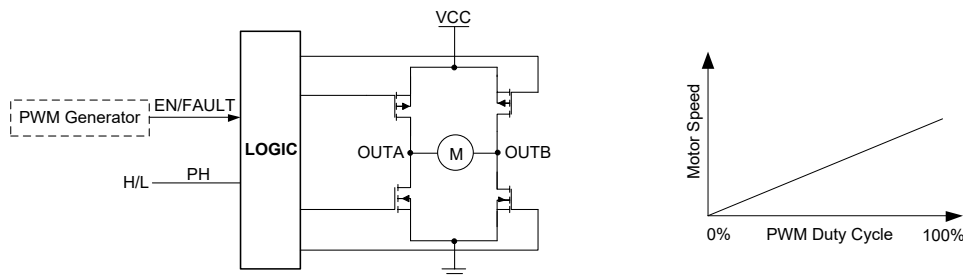 VCC
PWM Generator
EN/FAULT
LOGIC
OUTA
M
OUTB
H/L
PH
Motor Speed
0%
PWM Duty Cycle
100%